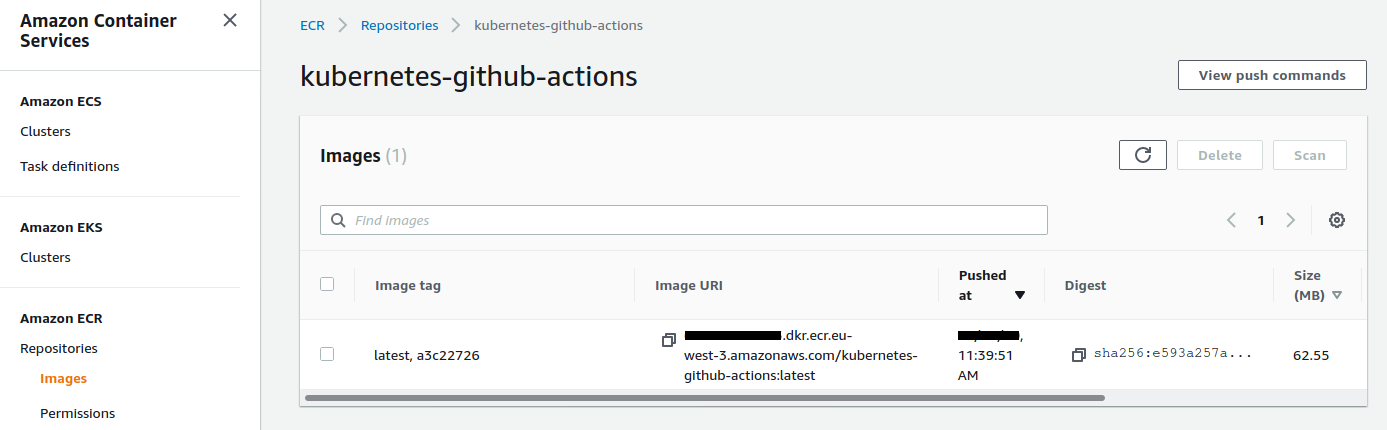 Amazon Container
Services
Amazon ECS
Clusters
Task definitions
Amazon EKS
Clusters
Amazon ECR
Repositories
Images
Permissions
ECR > Repositories > kubernetes-github-actions
kubernetes-github-actions
View push commands
Images (1)
Delete
Scan
Find images
1
Image tag
Image URI
Pushed
at
Digest
Size
(MB)
latest, a3c22726
.dkr.ecr.eu-
west-3.amazonaws.com/kubernetes-
github-actions:latest
,
11:39:51
AM
sha256:e593a257a...
62.55